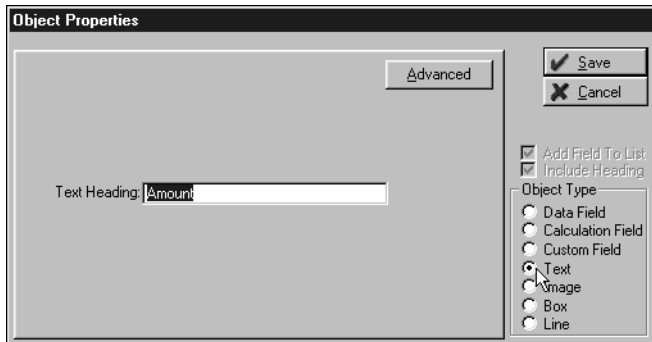 Object Properties
Advanced
Save
Cancel
Add Field To List
Include Heading
Text Heading: Amount
Object Type
Data Field
Calculation Field
Custom Field
Text
Image
Box
Line